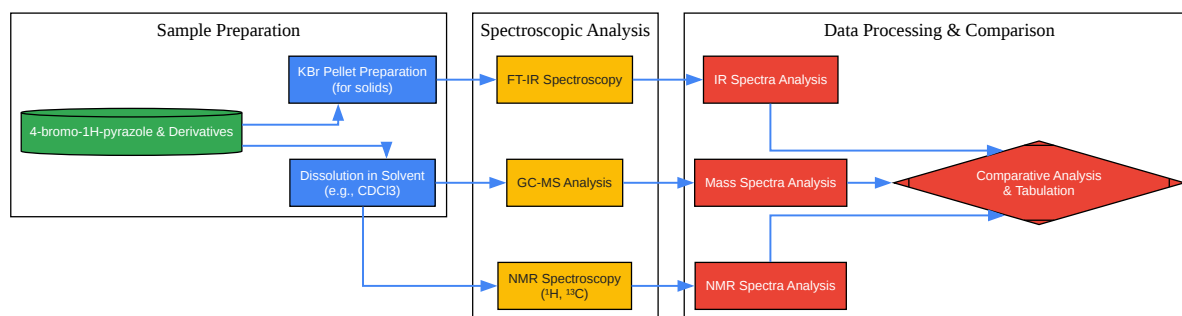 Sample Preparation
Spectroscopic Analysis
Data Processing & Comparison
KBr Pellet Preparation
(for solids)
FT-IR Spectroscopy
IR Spectra Analysis
4-bromo-1H-pyrazole & Derivatives
Dissolution in Solvent
(e.g., CDCl3)
GC-MS Analysis
Mass Spectra Analysis
Comparative Analysis
& Tabulation
NMR Spectroscopy
(¹H, ¹³C)
NMR Spectra Analysis